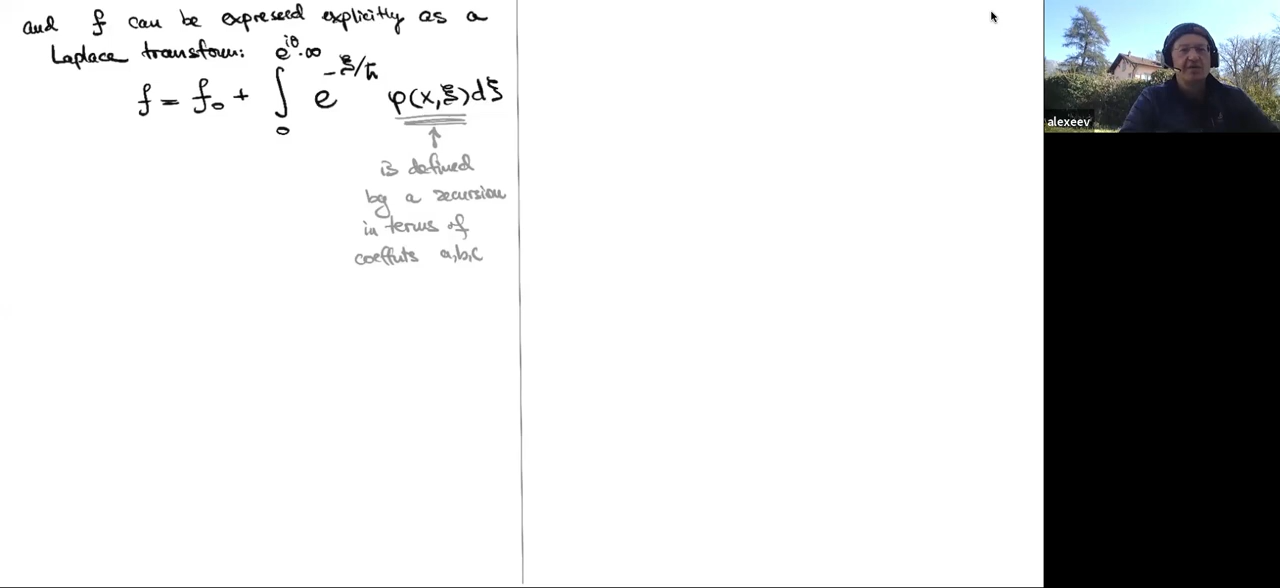 and f can be expressed explicitly as a
Laplace transform:
f = f₀ + ∫₀^{e^{iθ}·∞} e^{-ξ/ħ} φ(x,ξ)dξ
↑
is defined
by a recursion
in terms of
coeffnts a,b,c
alexeev